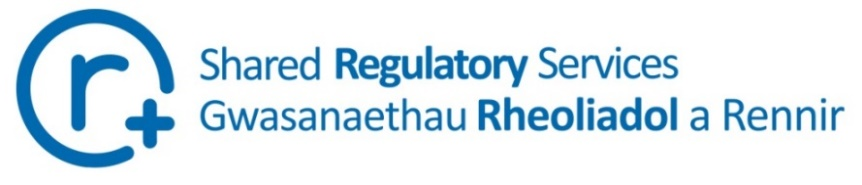 r+
Shared Regulatory Services
Gwasanaethau Rheoliadol a Rennir